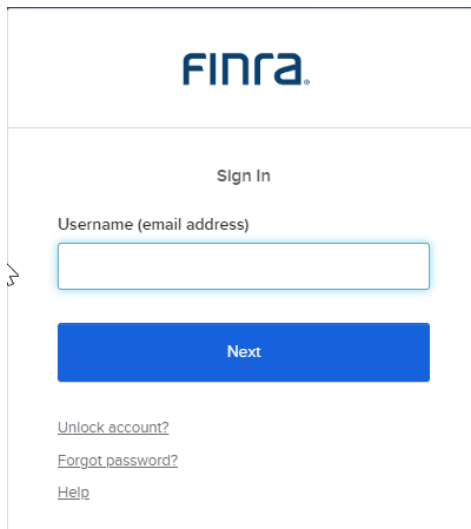 Finra.
Sign In
Username (email address)
Next
Unlock account?
Forgot password?
Help